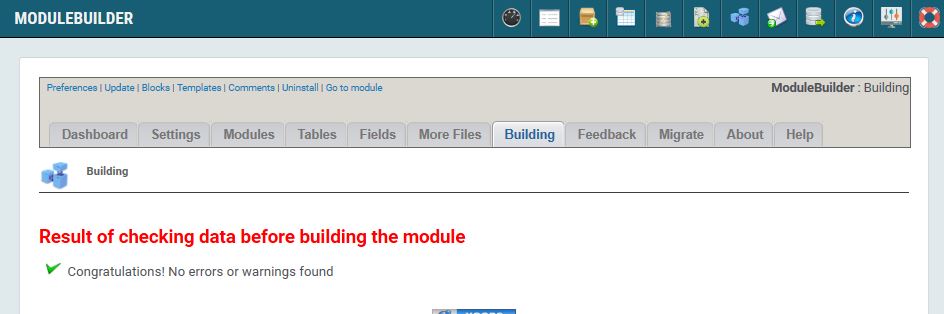 MODULEBUILDER
Preferences | Update | Blocks | Templates | Comments | Uninstall | Go to module
ModuleBuilder : Building
Dashboard Settings Modules Tables Fields More Files Building Feedback Migrate About Help
Building
Result of checking data before building the module
Congratulations! No errors or warnings found